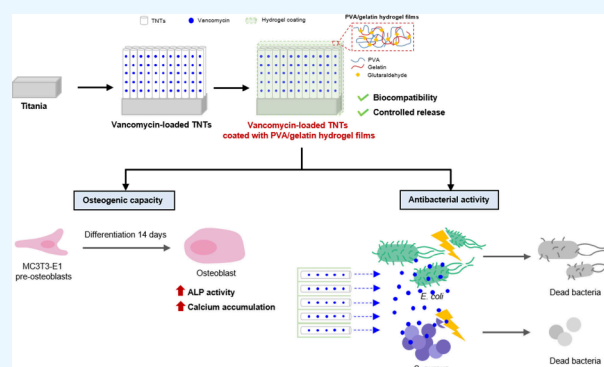 TNTs
Vancomycin
Hydrogel coating
PVA/gelatin hydrogel films
PVA
Gelatin
Glutaraldehyde
Titania
Vancomycin-loaded TNTs
Vancomycin-loaded TNTs
coated with PVA/gelatin hydrogel films
Biocompatibility
Controlled release
Osteogenic capacity
Antibacterial activity
Differentiation 14 days
MC3T3-E1
pre-osteoblasts
Osteoblast
ALP activity
Calcium accumulation
E. coli
Dead bacteria
Dead bacteria